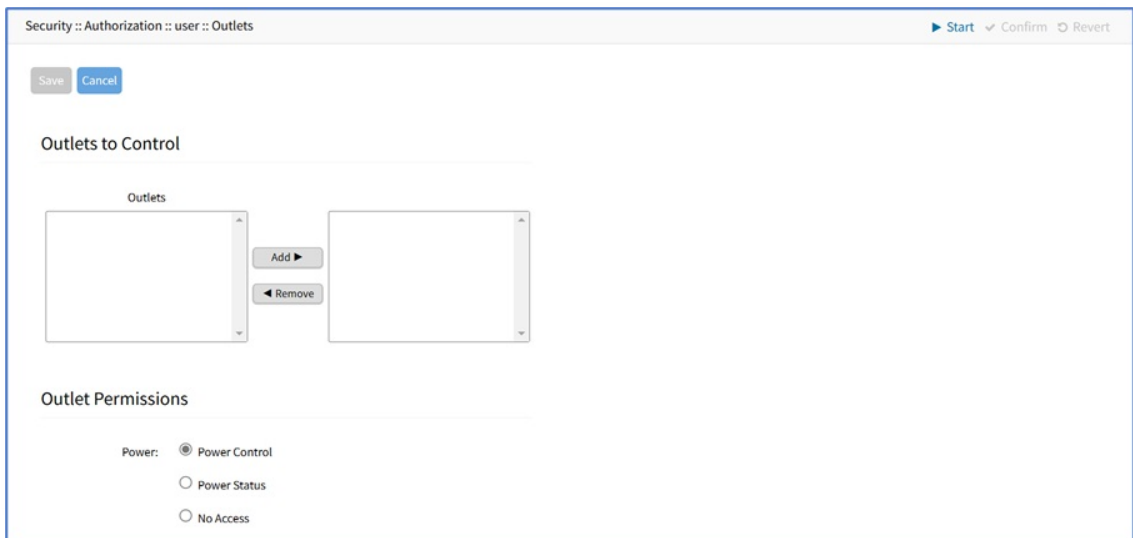 Security :: Authorization :: user :: Outlets Start Confirm Revert
Save Cancel
Outlets to Control
Outlets
Add
Remove
Outlet Permissions
Power: Power Control
Power Status
No Access